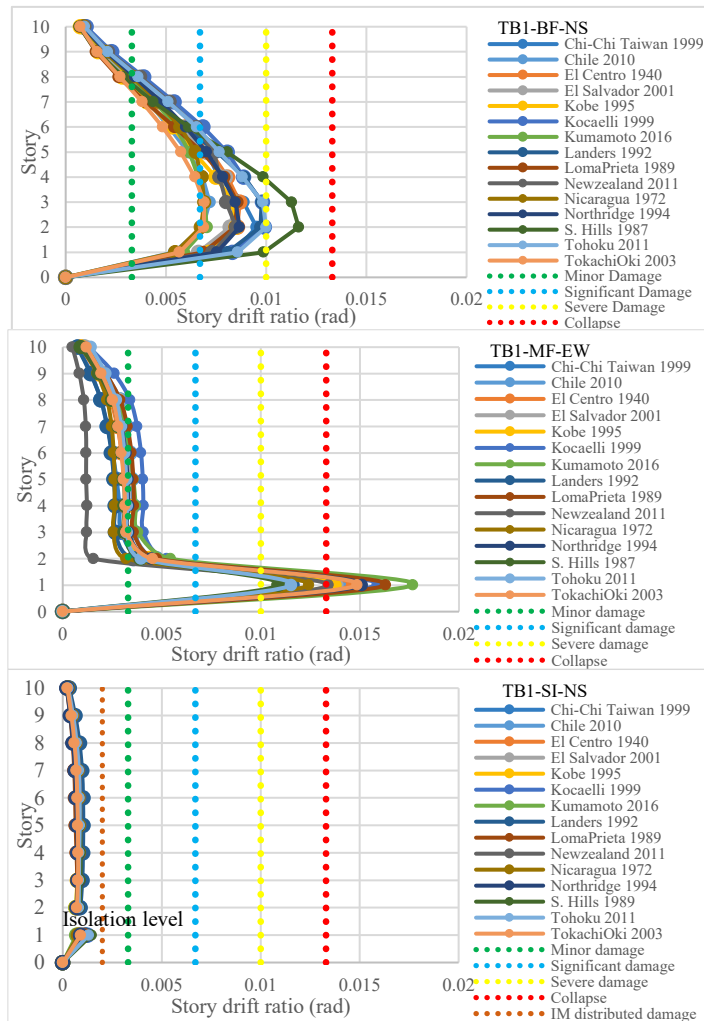 TB1-BF-NS
10
9
8
7
6
5
4
3
2
1
0
Story
0
0.005
0.01
0.015
0.02
Story drift ratio (rad)
Chi-Chi Taiwan 1999
Chile 2010
El Centro 1940
El Salvador 2001
Kobe 1995
Kocaelli 1999
Kumamoto 2016
Landers 1992
LomaPrieta 1989
Newzealand 2011
Nicaragua 1972
Northridge 1994
S. Hills 1987
Tohoku 2011
TokachiOki 2003
Minor Damage
Significant Damage
Severe Damage
Collapse
TB1-MF-EW
10
9
8
7
6
5
4
3
2
1
0
Story
0
0.005
0.01
0.015
0.02
Story drift ratio (rad)
Chi-Chi Taiwan 1999
Chile 2010
El Centro 1940
El Salvador 2001
Kobe 1995
Kocaelli 1999
Kumamoto 2016
Landers 1992
LomaPrieta 1989
Newzealand 2011
Nicaragua 1972
Northridge 1994
S. Hills 1987
Tohoku 2011
TokachiOki 2003
Minor damage
Significant damage
Severe damage
Collapse
TB1-SI-NS
10
9
8
7
6
5
4
3
2
1
0
Story
Isolation level
0
0.005
0.01
0.015
0.02
Story drift ratio (rad)
Chi-Chi Taiwan 1999
Chile 2010
El Centro 1940
El Salvador 2001
Kobe 1995
Kocaelli 1999
Kumamoto 2016
Landers 1992
LomaPrieta 1989
Newzealand 2011
Nicaragua 1972
Northridge 1994
S. Hills 1987
Tohoku 2011
TokachiOki 2003
Minor damage
Significant damage
Severe damage
Collapse
IM distributed damage